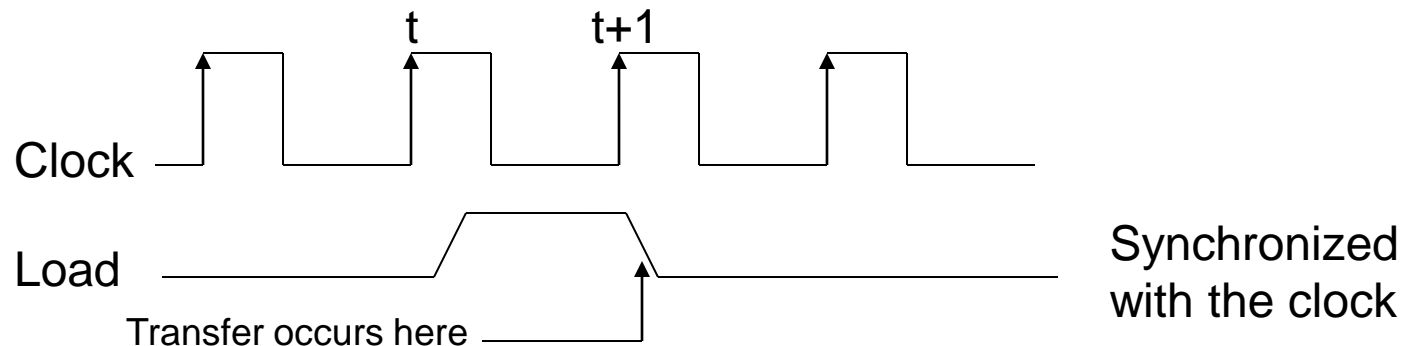 t
t+1
Clock
Load
Synchronized
with the clock
Transfer occurs here